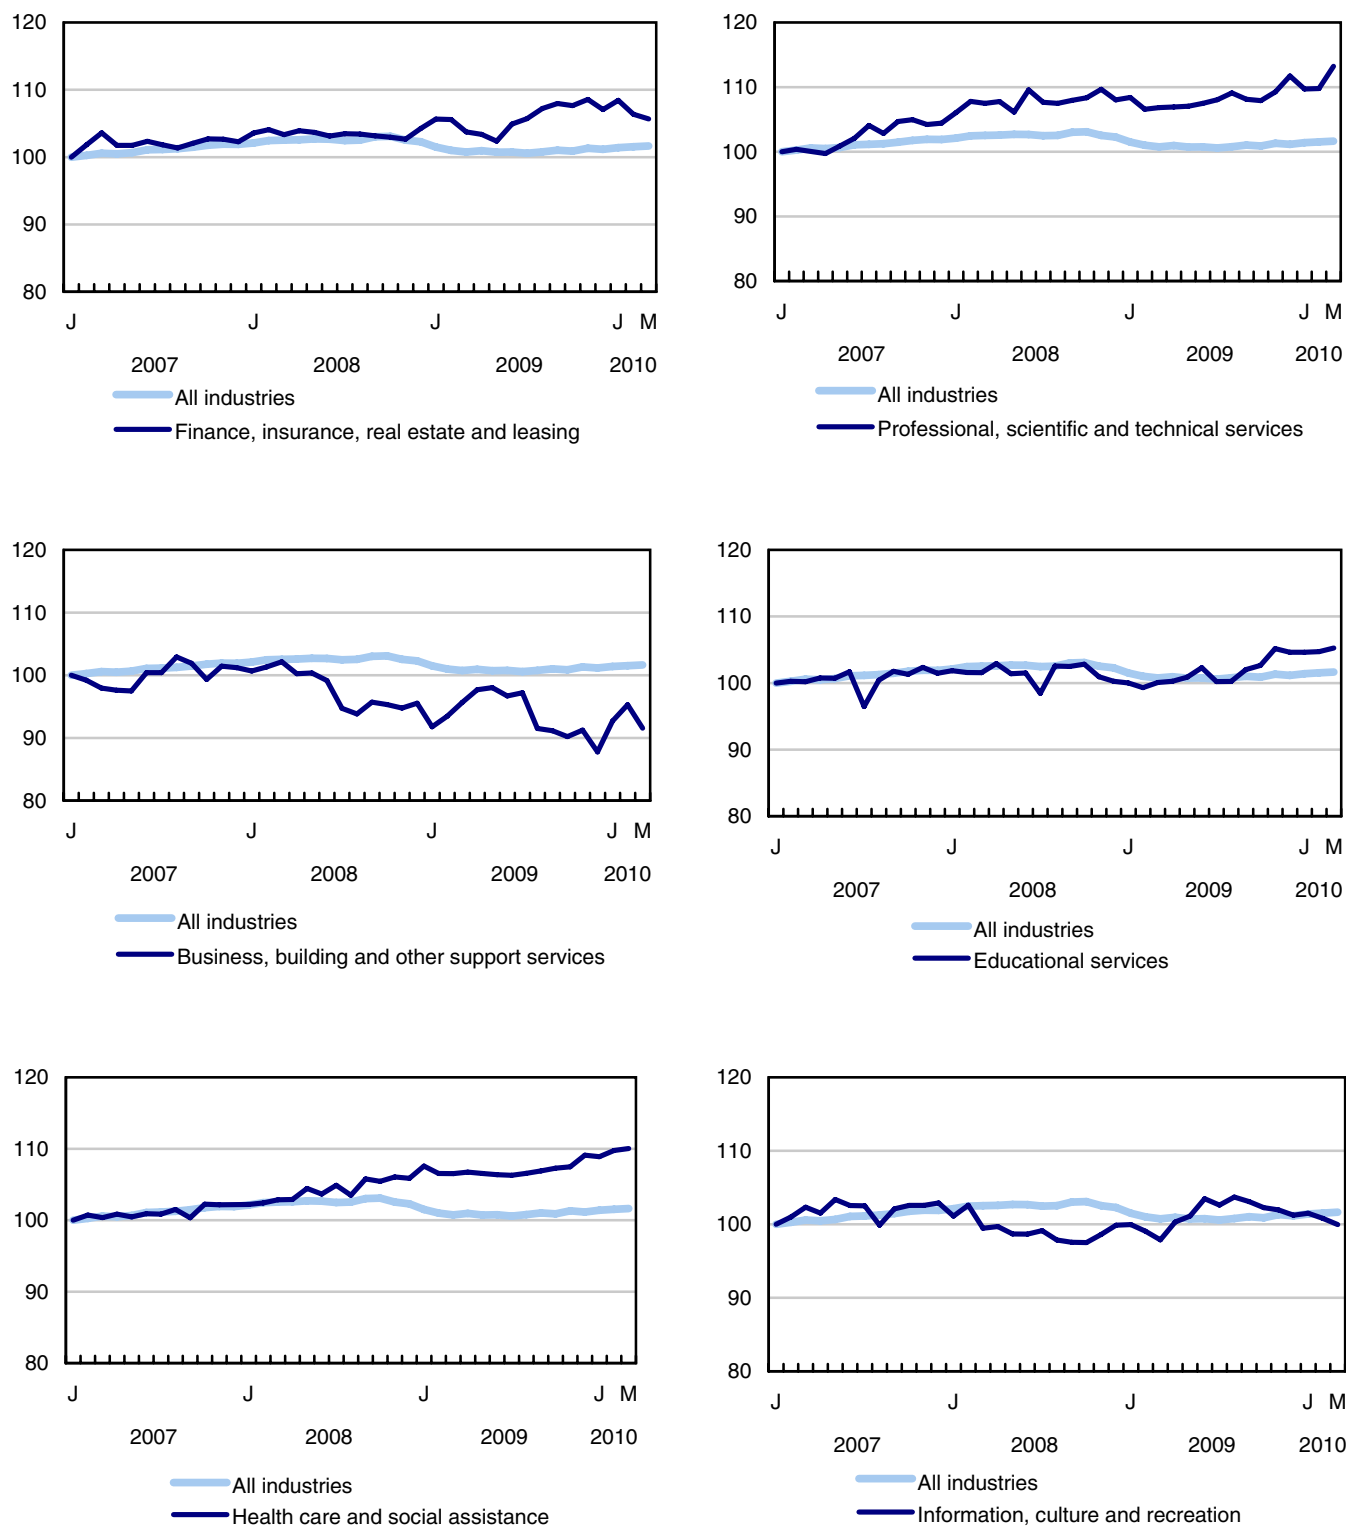 120
110
100
90
80
J J J J M
2007 2008 2009 2010
All industries
Finance, insurance, real estate and leasing
120
110
100
90
80
J J J J M
2007 2008 2009 2010
All industries
Professional, scientific and technical services
120
110
100
90
80
J J J J M
2007 2008 2009 2010
All industries
Business, building and other support services
120
110
100
90
80
J J J J M
2007 2008 2009 2010
All industries
Educational services
120
110
100
90
80
J J J J M
2007 2008 2009 2010
All industries
Health care and social assistance
120
110
100
90
80
J J J J M
2007 2008 2009 2010
All industries
Information, culture and recreation